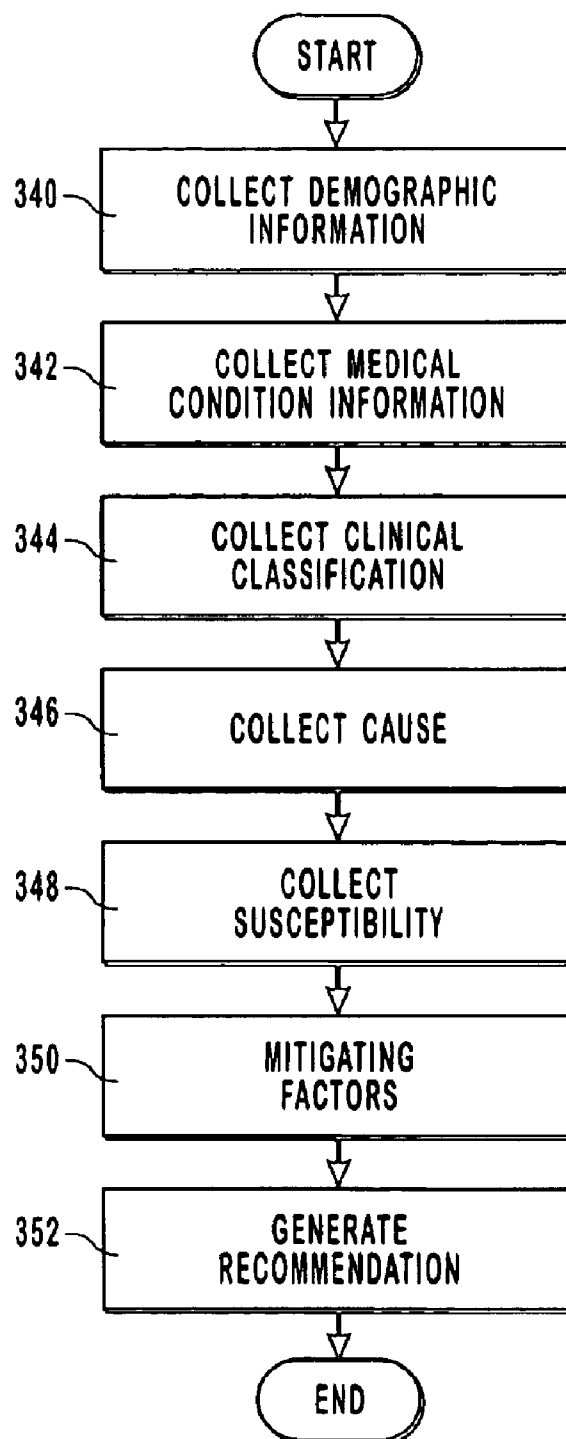 START
340
COLLECT DEMOGRAPHIC
INFORMATION
342
COLLECT MEDICAL
CONDITION INFORMATION
344
COLLECT CLINICAL
CLASSIFICATION
346
COLLECT CAUSE
348
COLLECT
SUSCEPTIBILITY
350
MITIGATING
FACTORS
352
GENERATE
RECOMMENDATION
END